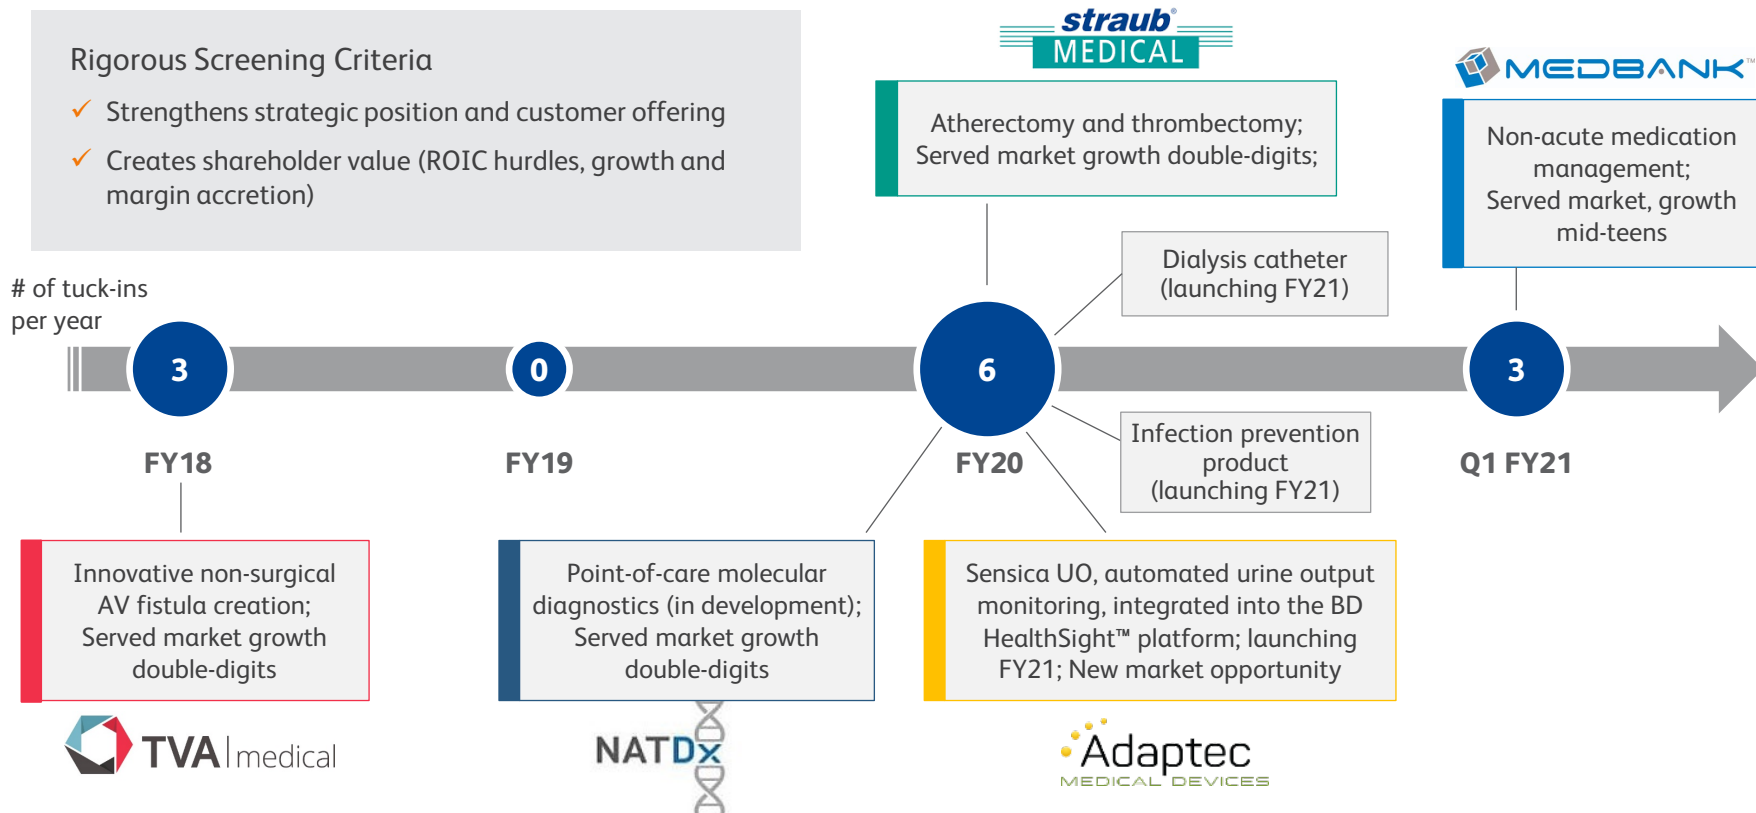 Rigorous Screening Criteria
✓ Strengthens strategic position and customer offering
✓ Creates shareholder value (ROIC hurdles, growth and
margin accretion)
straub®
MEDICAL
Atherectomy and thrombectomy;
Served market growth double-digits;
MEDBANK™
Non-acute medication
management;
Served market, growth
mid-teens
Dialysis catheter
(launching FY21)
# of tuck-ins
per year
3
0
6
3
FY18
FY19
FY20
Q1 FY21
Infection prevention
product
(launching FY21)
Innovative non-surgical
AV fistula creation;
Served market growth
double-digits
TVA | medical
Point-of-care molecular
diagnostics (in development);
Served market growth
double-digits
NATDx
Sensica UO, automated urine output
monitoring, integrated into the BD
HealthSight™ platform; launching
FY21; New market opportunity
Adaptec
MEDICAL DEVICES